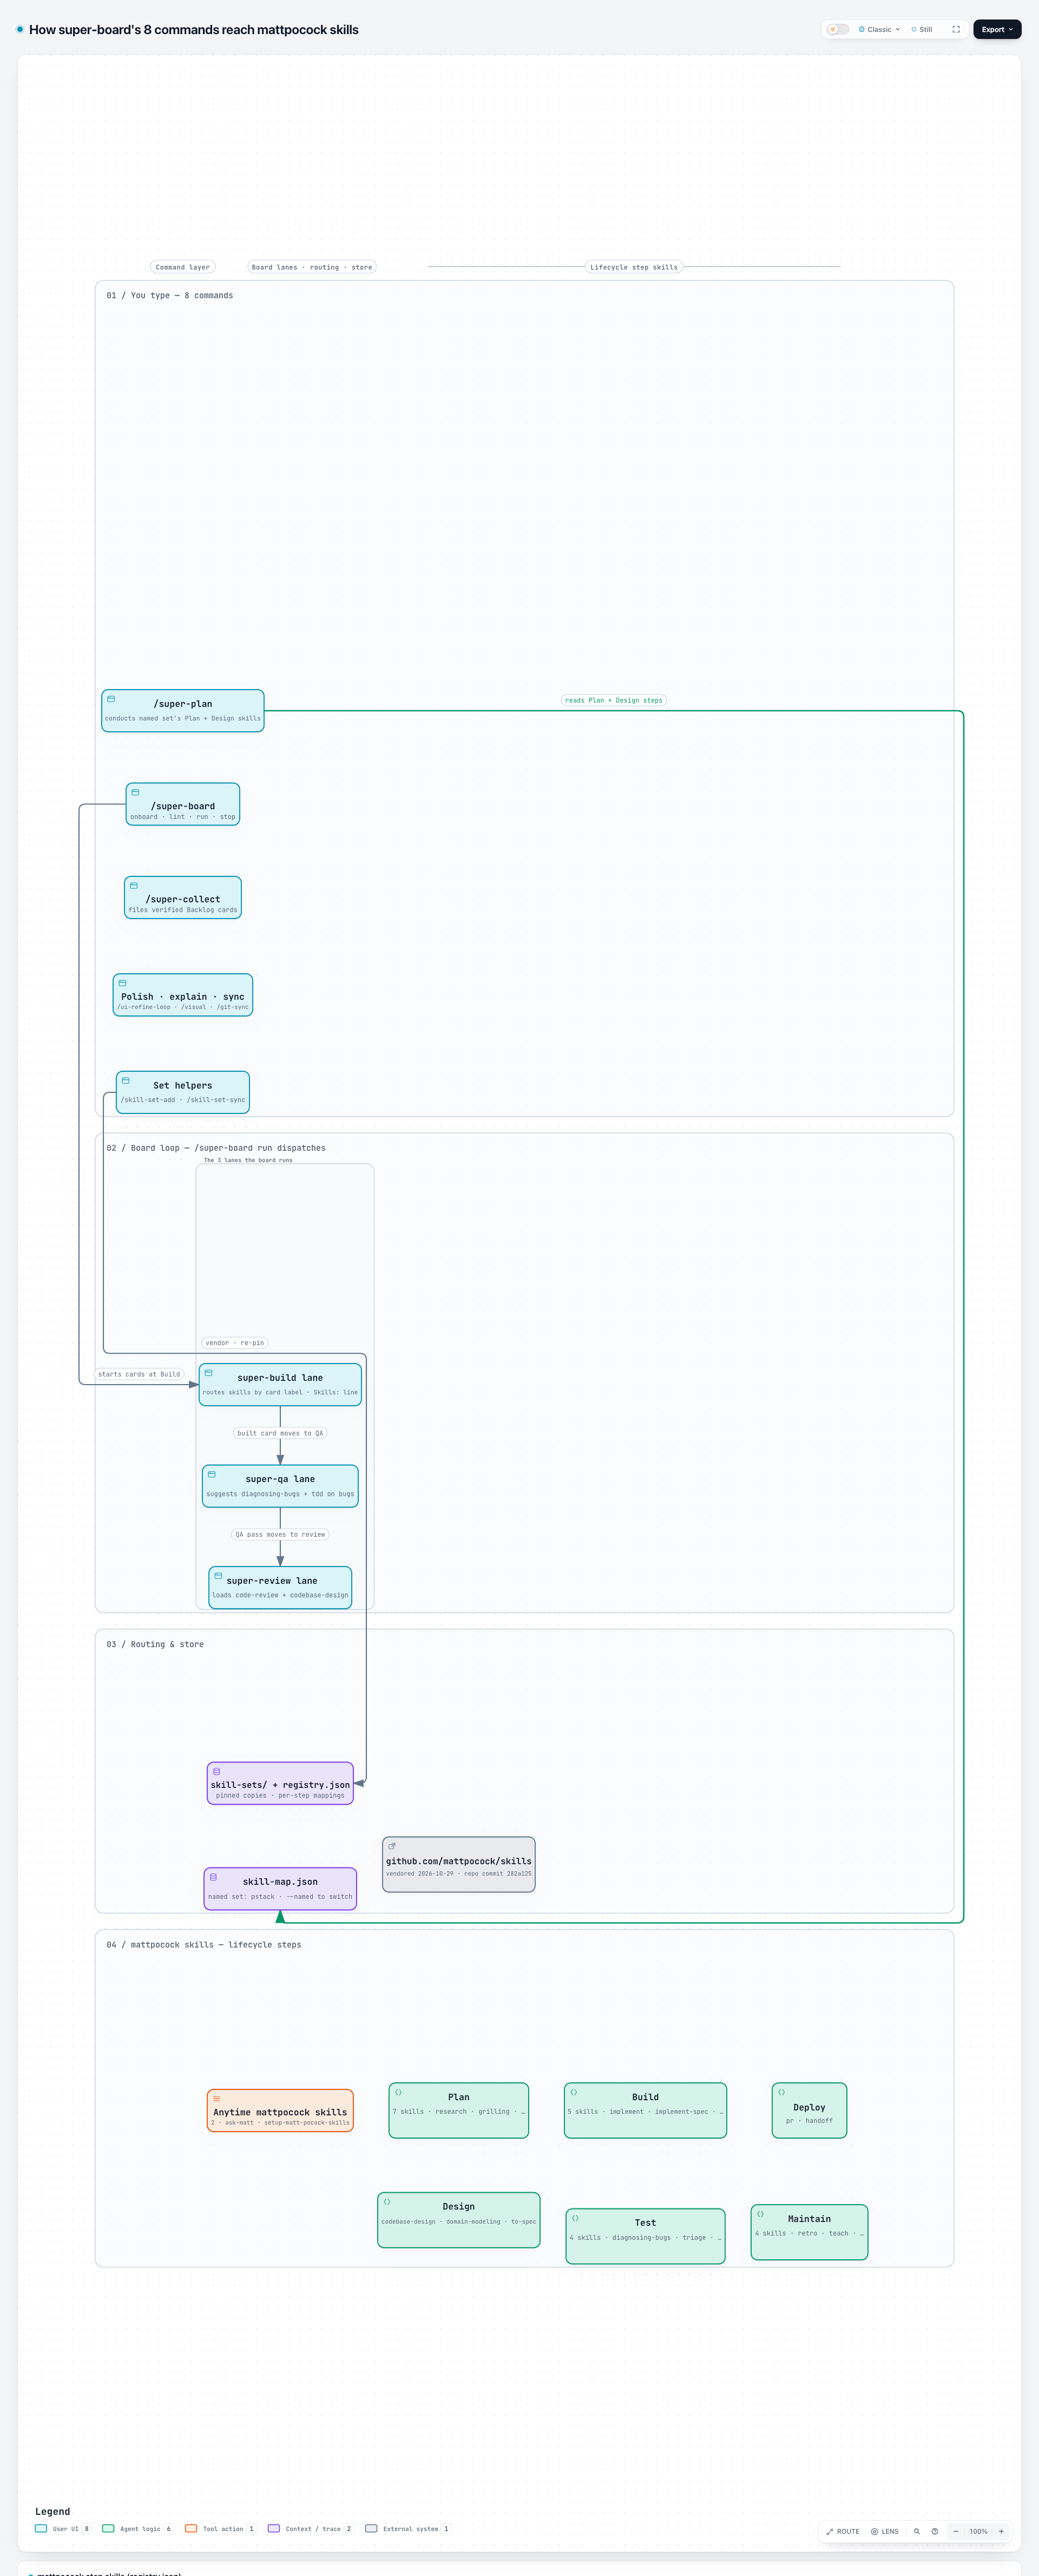 How super-board's 8 commands reach mattpocock skills
Classic
Still
Export
Command layer
Board lanes · routing · store
Lifecycle step skills
01 / You type — 8 commands
/super-plan
conducts named set's Plan + Design skills
reads Plan + Design steps
/super-board
onboard · lint · run · stop
/super-collect
files verified Backlog cards
Polish · explain · sync
/ui-refine-loop · /visual · /git-sync
Set helpers
/skill-set-add · /skill-set-sync
02 / Board loop — /super-board run dispatches
The 3 lanes the board runs
vendor · re-pin
starts cards at Build
super-build lane
routes skills by card label · Skills: line
built card moves to QA
super-qa lane
suggests diagnosing-bugs + tdd on bugs
QA pass moves to review
super-review lane
loads code-review + codebase-design
03 / Routing & store
skill-sets/ + registry.json
pinned copies · per-step mappings
github.com/mattpocock/skills
vendored 2026-10-29 · repo commit 282a125
skill-map.json
named set: pstack · --named to switch
04 / mattpocock skills — lifecycle steps
Anytime mattpocock skills
2 · ask-matt · setup-matt-pocock-skills
Plan
7 skills · research · grilling · …
Build
5 skills · implement · implement-spec · …
Deploy
pr · handoff
Design
codebase-design · domain-modeling · to-spec
Test
4 skills · diagnosing-bugs · triage · …
Maintain
4 skills · retro · teach · …
Legend
User UI 8
Agent logic 6
Tool action 1
Context / trace 2
External system 1
ROUTE
LENS
− 100% +
mattpocock step skills (registry.json)